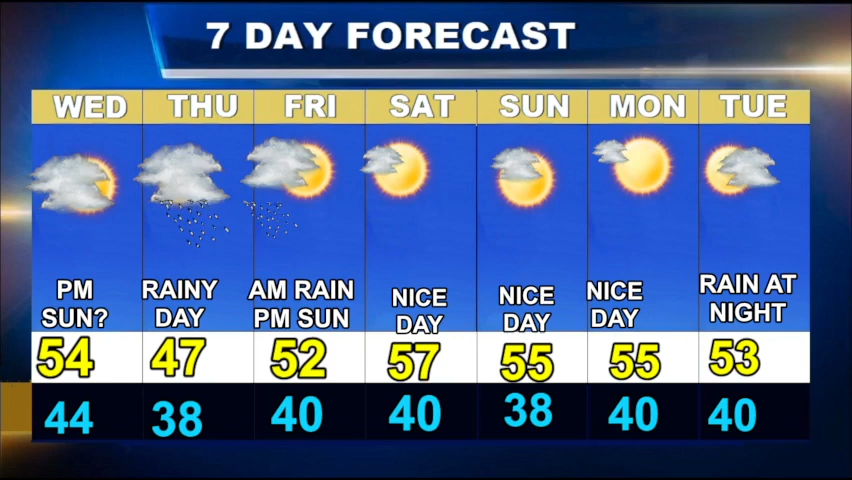 7 DAY FORECAST
WED THU FRI SAT SUN MON TUE
PM
SUN?
RAINY
DAY
AM RAIN
PM SUN
NICE
DAY
NICE
DAY
NICE
DAY
RAIN AT
NIGHT
54 47 52 57 55 55 53
44 38 40 40 38 40 40